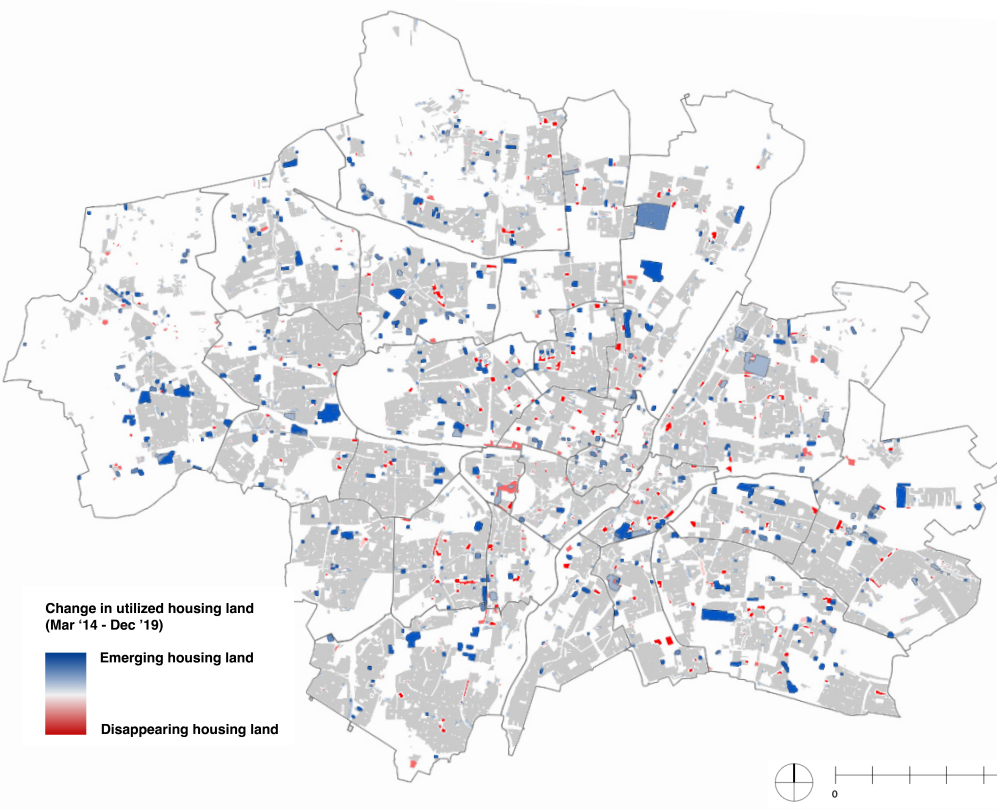 Change in utilized housing land
(Mar ‘14 - Dec ’19)
Emerging housing land
Disappearing housing land
0